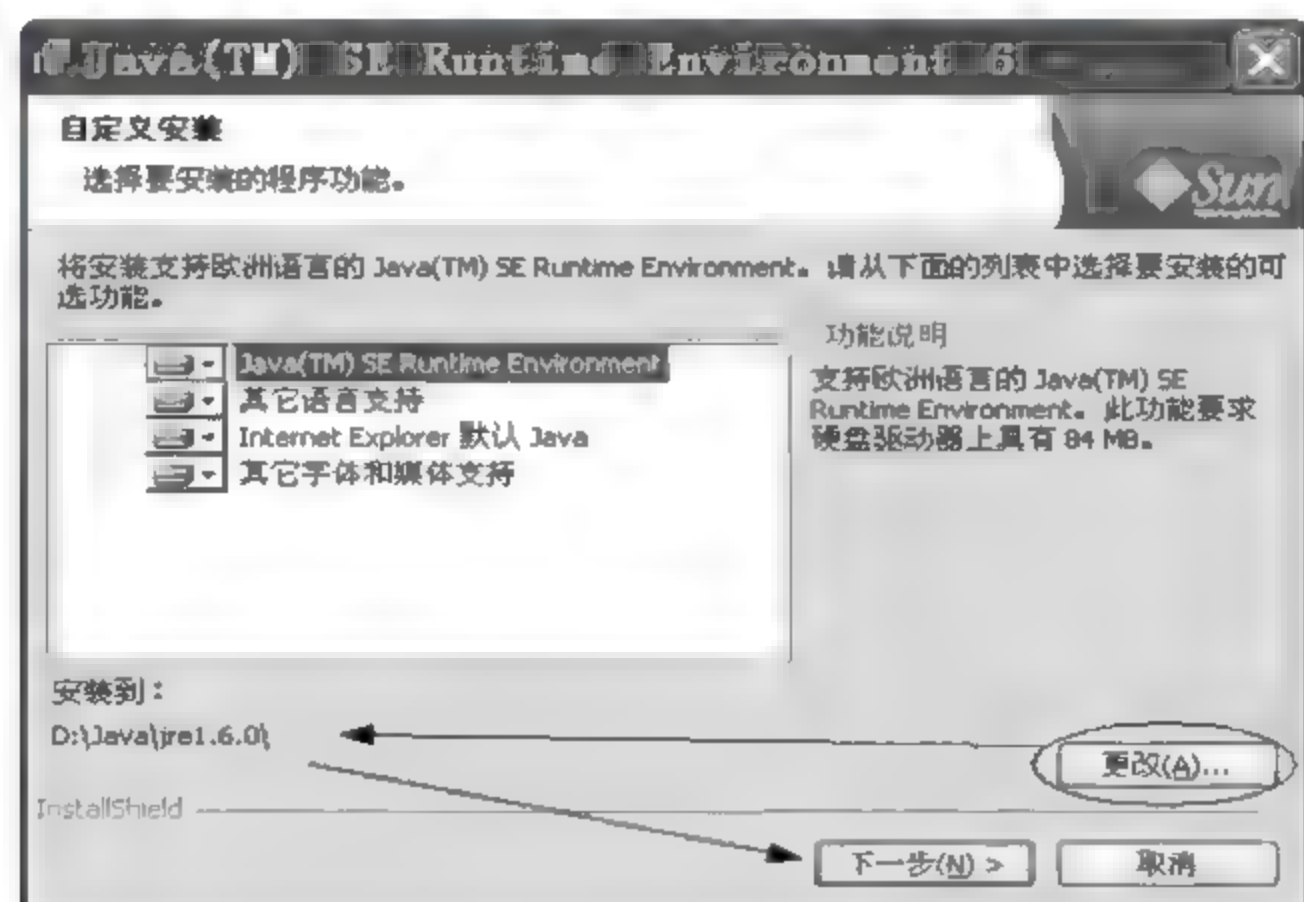 Java(TM) SE Runtime Environment 6
自定义安装
选择要安装的程序功能。
Sun
将安装支持欧洲语言的 Java(TM) SE Runtime Environment。请从下面的列表中选择要安装的可
选功能。
Java(TM) SE Runtime Environment
其它语言支持
Internet Explorer 默认 Java
其它字体和媒体支持
功能说明
支持欧洲语言的 Java(TM) SE
Runtime Environment。此功能要求
硬盘驱动器上具有 84 MB。
安装到：
D:\Java\jre1.6.0\
更改(A)...
InstallShield
下一步(N) >
取消